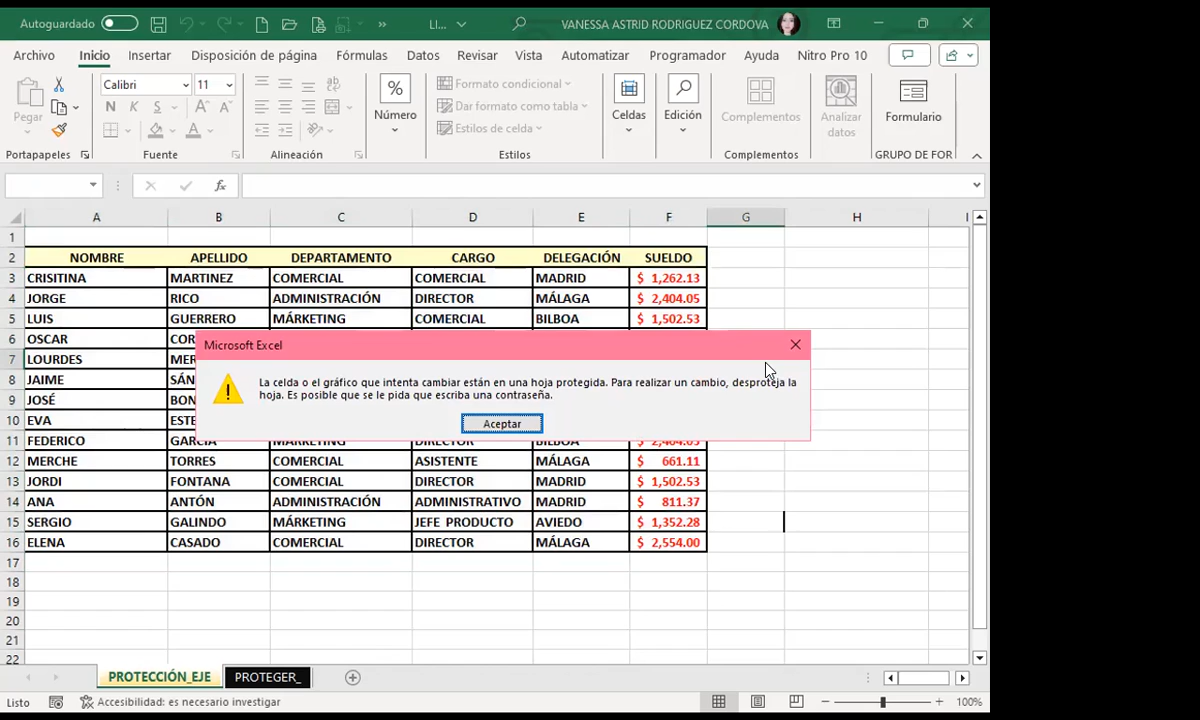 Autoguardado
LI...
VANESSA ASTRID RODRIGUEZ CORDOVA
Archivo Inicio Insertar Disposición de página Fórmulas Datos Revisar Vista Automatizar Programador Ayuda Nitro Pro 10
Pegar
Calibri 11
N K S
Número
Formato condicional
Dar formato como tabla
Estilos de celda
Celdas
Edición
Complementos
Analizar
datos
Formulario
Portapapeles Fuente Alineación Estilos Complementos GRUPO DE FOR
fx
A B C D E F G H I
1
2 NOMBRE APELLIDO DEPARTAMENTO CARGO DELEGACIÓN SUELDO
3 CRISITINA MARTINEZ COMERCIAL COMERCIAL MADRID $ 1,262.13
4 JORGE RICO ADMINISTRACIÓN DIRECTOR MÁLAGA $ 2,404.05
5 LUIS GUERRERO MÁRKETING COMERCIAL BILBOA $ 1,502.53
6 OSCAR
7 LOURDES
8 JAIME
9 JOSÉ
10 EVA
11 FEDERICO GARCÍA MÁRKETING DIRECTOR BILBOA $ 2,404.05
12 MERCHE TORRES COMERCIAL ASISTENTE MÁLAGA $ 661.11
13 JORDI FONTANA COMERCIAL DIRECTOR MADRID $ 1,502.53
14 ANA ANTÓN ADMINISTRACIÓN ADMINISTRATIVO MADRID $ 811.37
15 SERGIO GALINDO MÁRKETING JEFE PRODUCTO AVIEDO $ 1,352.28
16 ELENA CASADO COMERCIAL DIRECTOR MÁLAGA $ 2,554.00
17
18
19
20
21
22
Microsoft Excel
La celda o el gráfico que intenta cambiar están en una hoja protegida. Para realizar un cambio, desproteja la
hoja. Es posible que se le pida que escriba una contraseña.
Aceptar
PROTECCIÓN_EJE PROTEGER_
Listo Accesibilidad: es necesario investigar 100%